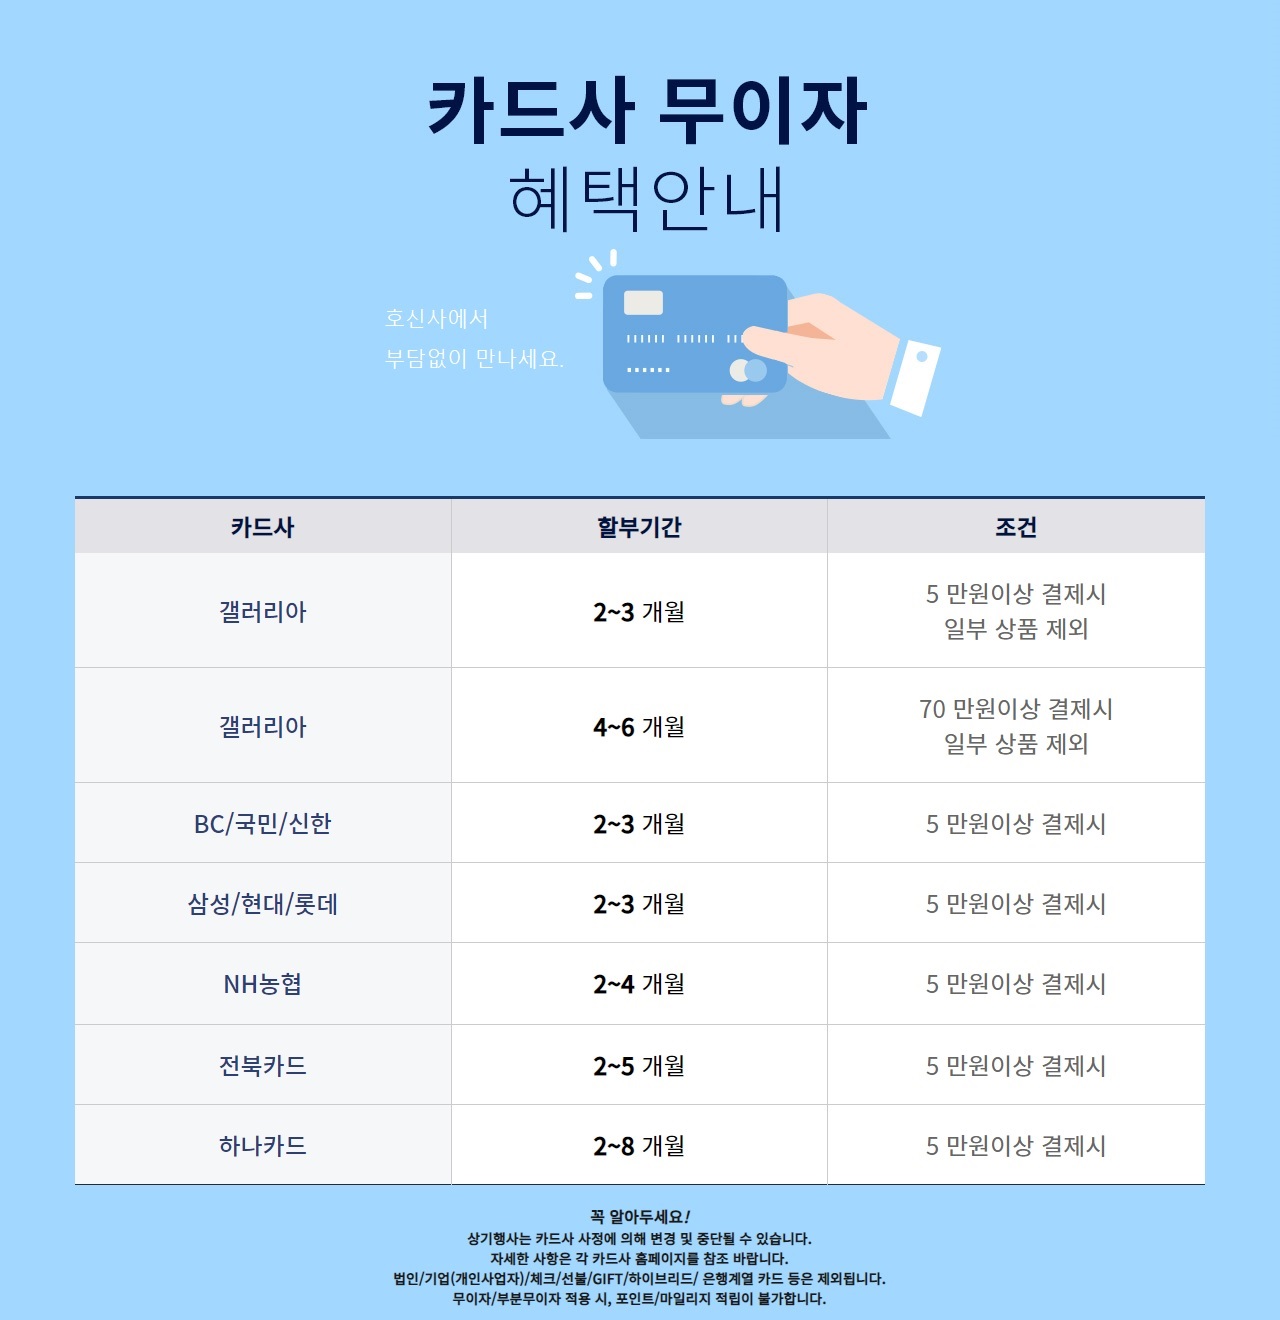 카드사 무이자
혜택안내
호신사에서
부담없이 만나세요.
카드사 할부기간 조건
갤러리아 2~3 개월 5 만원이상 결제시
일부 상품 제외
갤러리아 4~6 개월 70 만원이상 결제시
일부 상품 제외
BC/국민/신한 2~3 개월 5 만원이상 결제시
삼성/현대/롯데 2~3 개월 5 만원이상 결제시
NH농협 2~4 개월 5 만원이상 결제시
전북카드 2~5 개월 5 만원이상 결제시
하나카드 2~8 개월 5 만원이상 결제시
꼭 알아두세요!
상기행사는 카드사 사정에 의해 변경 및 중단될 수 있습니다.
자세한 사항은 각 카드사 홈페이지를 참조 바랍니다.
법인/기업(개인사업자)/체크/선불/GIFT/하이브리드/ 은행계열 카드 등은 제외됩니다.
무이자/부분무이자 적용 시, 포인트/마일리지 적립이 불가합니다.